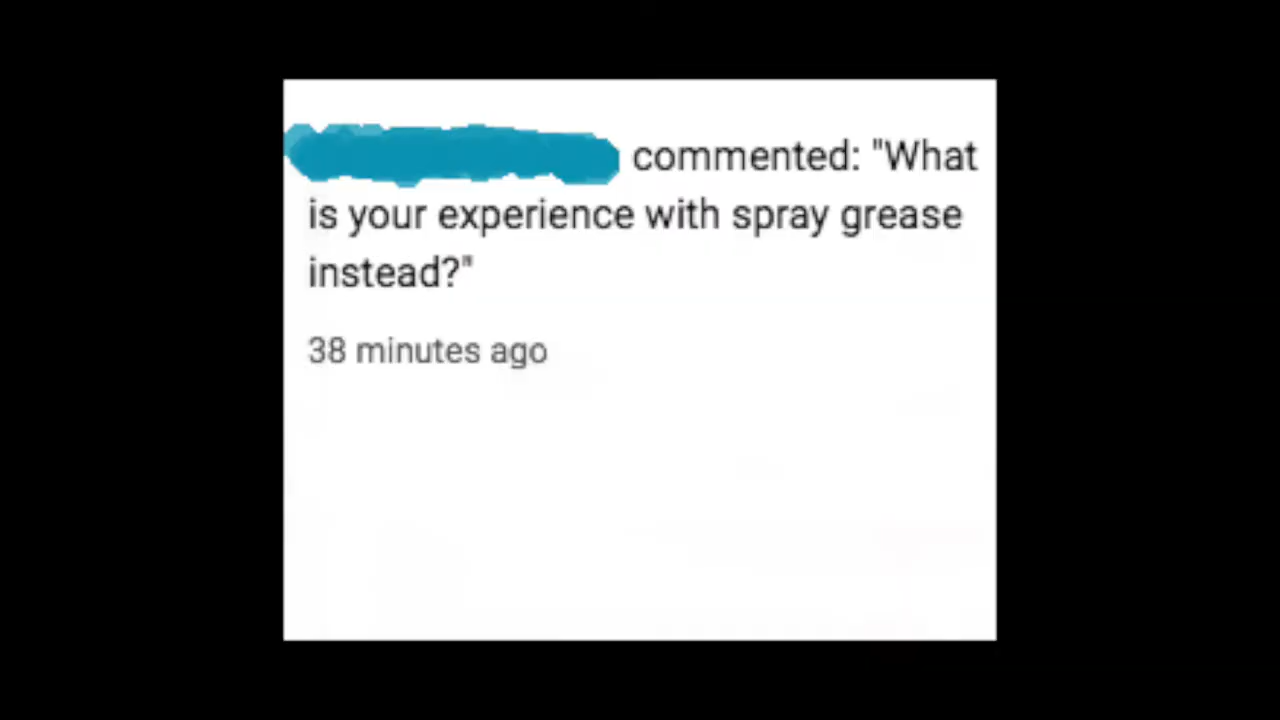 commented: "What
is your experience with spray grease
instead?"
38 minutes ago